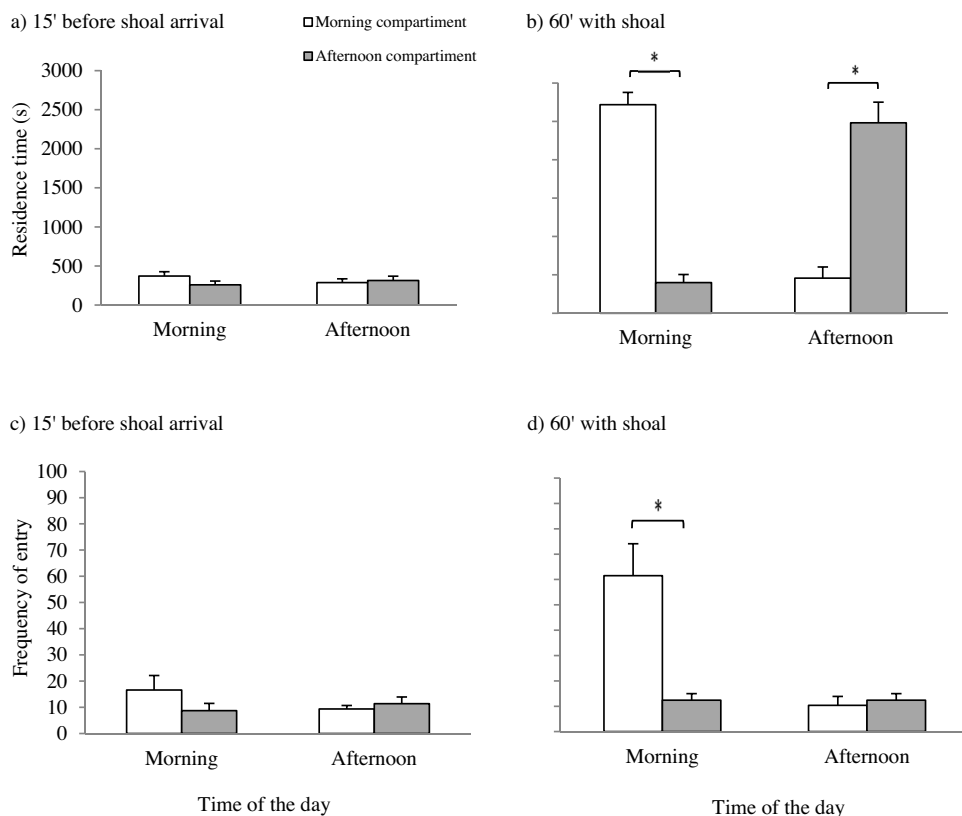 a) 15' before shoal arrival
Morning compartiment
Afternoon compartiment
b) 60' with shoal
Residence time (s)
3000
2500
2000
1500
1000
500
0
Morning
Afternoon
*
*
Morning
Afternoon
c) 15' before shoal arrival
d) 60' with shoal
Frequency of entry
100
90
80
70
60
50
40
30
20
10
0
Morning
Afternoon
Time of the day
*
Morning
Afternoon
Time of the day